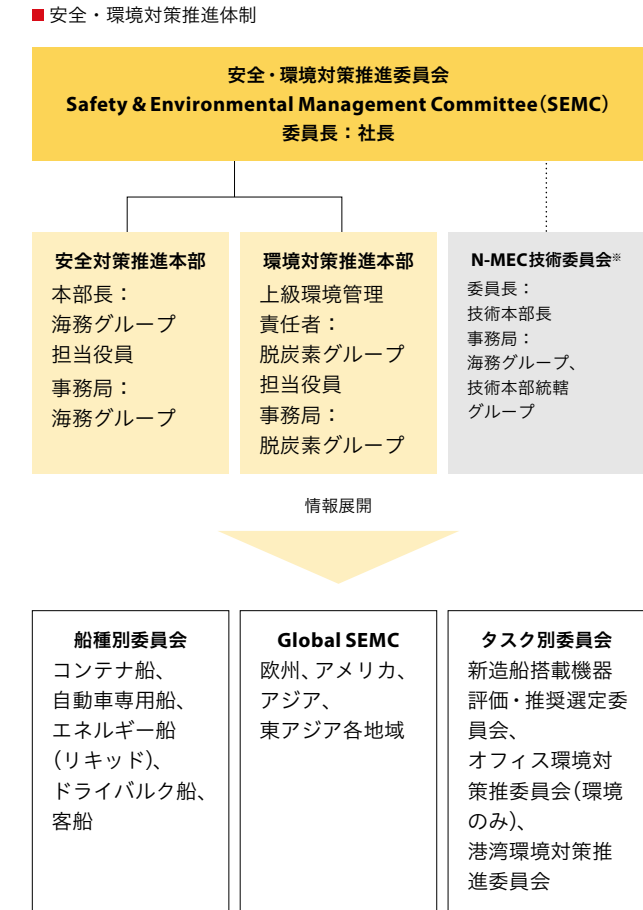 ■安全・環境対策推進体制
安全・環境対策推進委員会
Safety & Environmental Management Committee(SEMC)
委員長：社長
安全対策推進本部
本部長：
海務グループ
担当役員
事務局：
海務グループ
環境対策推進本部
上級環境管理
責任者：
脱炭素グループ
担当役員
事務局：
脱炭素グループ
N-MEC技術委員会※
委員長：
技術本部長
事務局：
海務グループ、
技術本部統轄
グループ
情報展開
船種別委員会
コンテナ船、
自動車専用船、
エネルギー船
(リキッド)、
ドライバルク船、
客船
Global SEMC
欧州、アメリカ、
アジア、
東アジア各地域
タスク別委員会
新造船搭載機器
評価・推奨選定委
員会、
オフィス環境対
策推委員会(環境
のみ)、
港湾環境対策推
進委員会